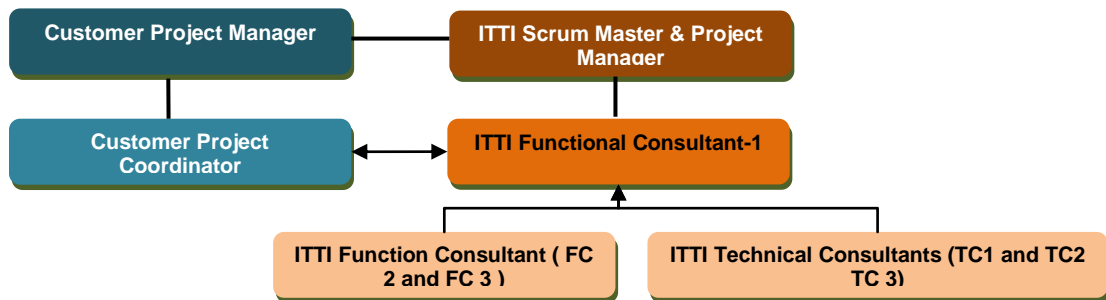 Customer Project Manager
ITTI Scrum Master & Project
Manager
Customer Project
Coordinator
ITTI Functional Consultant-1
ITTI Function Consultant ( FC
2 and FC 3 )
ITTI Technical Consultants (TC1 and TC2
TC 3)